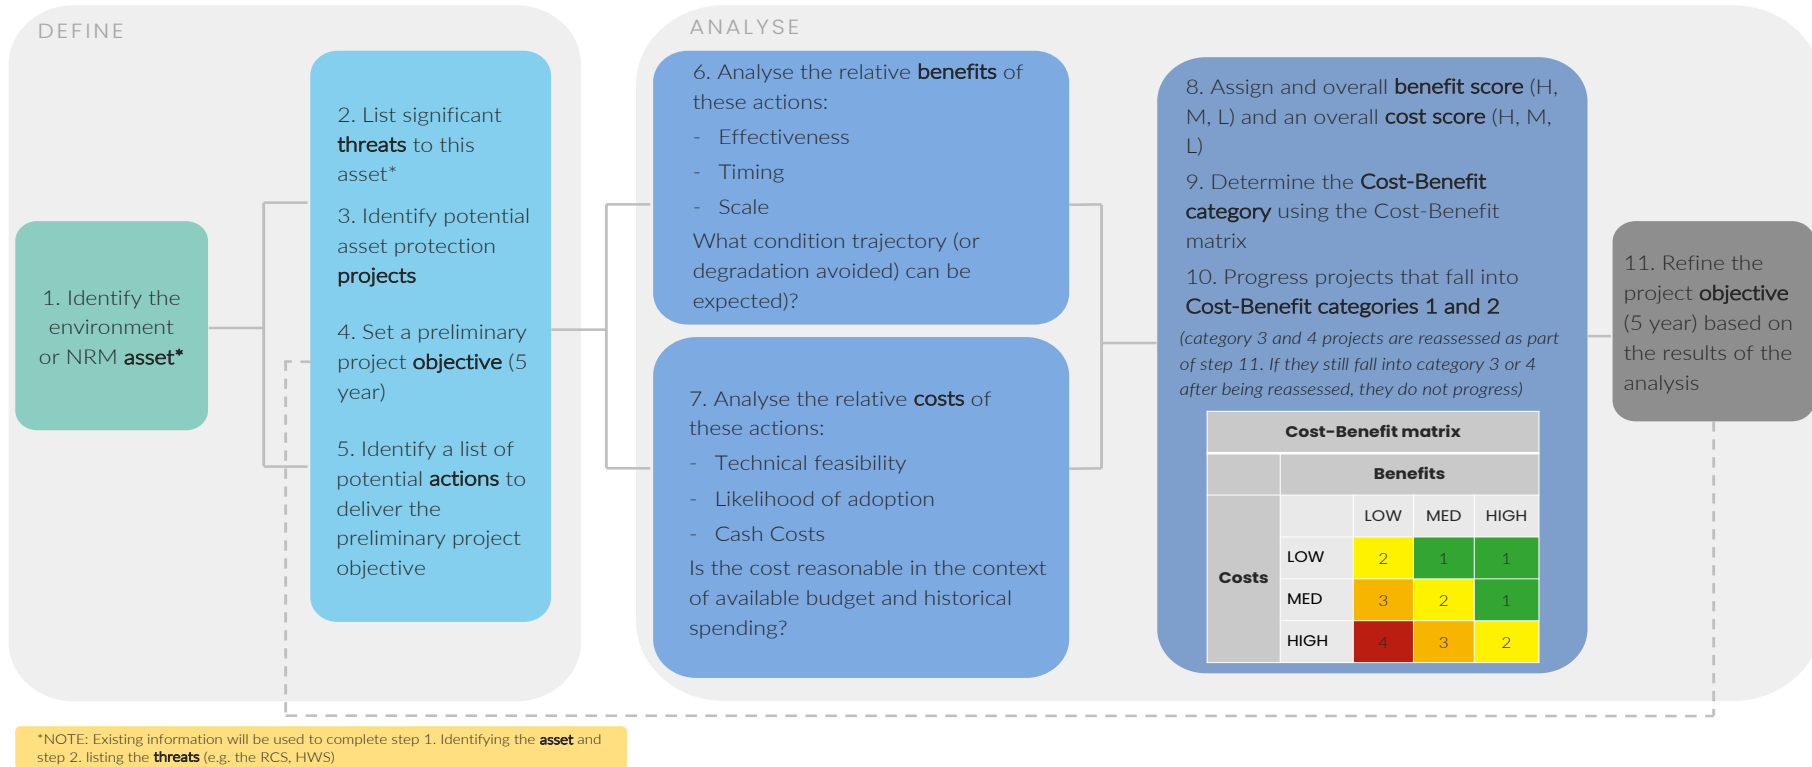 DEFINE
1. Identify the
environment
or NRM asset*
2. List significant
threats to this
asset*
3. Identify potential
asset protection
projects
4. Set a preliminary
project objective (5
year)
5. Identify a list of
potential actions to
deliver the
preliminary project
objective
ANALYSE
6. Analyse the relative benefits of
these actions:
- Effectiveness
- Timing
- Scale
What condition trajectory (or
degradation avoided) can be
expected)?
7. Analyse the relative costs of
these actions:
- Technical feasibility
- Likelihood of adoption
- Cash Costs
Is the cost reasonable in the context
of available budget and historical
spending?
8. Assign and overall benefit score (H,
M, L) and an overall cost score (H, M,
L)
9. Determine the Cost-Benefit
category using the Cost-Benefit
matrix
10. Progress projects that fall into
Cost-Benefit categories 1 and 2
(category 3 and 4 projects are reassessed as part
of step 11. If they still fall into category 3 or 4
after being reassessed, they do not progress)
Cost-Benefit matrix
Benefits
LOW MED HIGH
Costs
LOW 2 1 1
MED 3 2 1
HIGH 4 3 2
11. Refine the
project objective
(5 year) based on
the results of the
analysis
*NOTE: Existing information will be used to complete step 1. Identifying the asset and
step 2. listing the threats (e.g. the RCS, HWS)